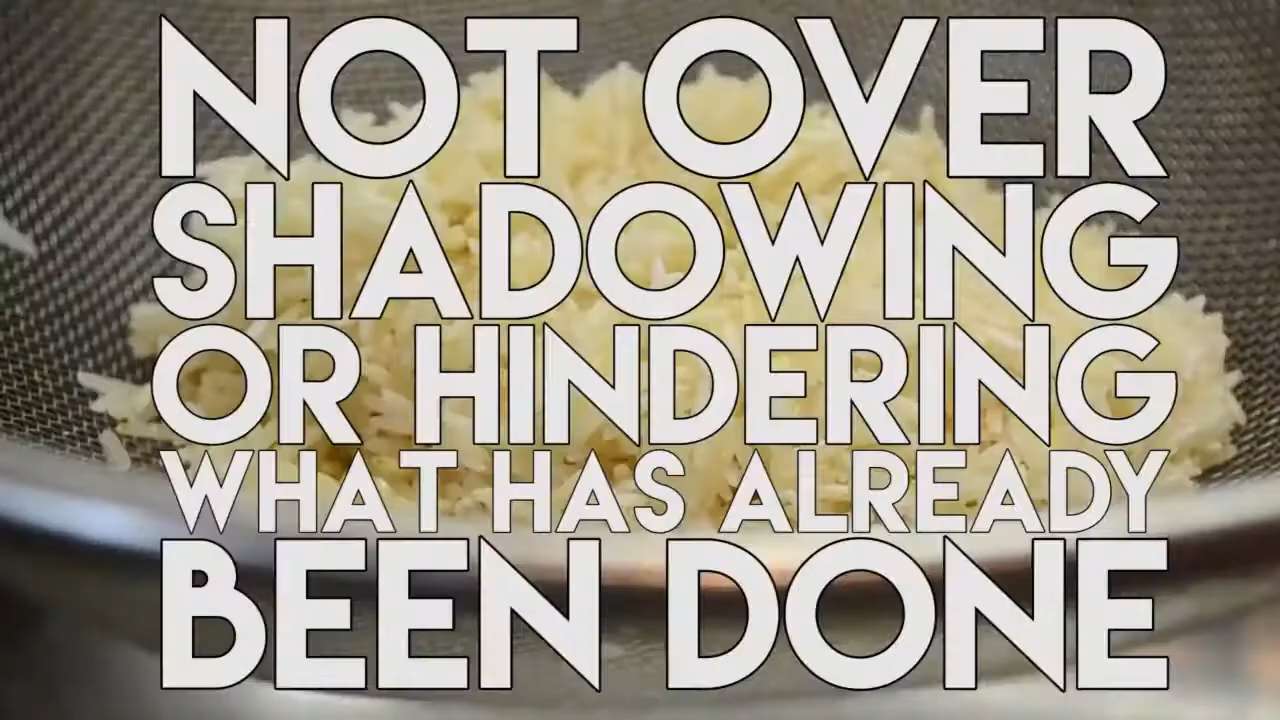 NOT OVER
SHADOWING
OR HINDERING
WHAT HAS ALREADY
BEEN DONE